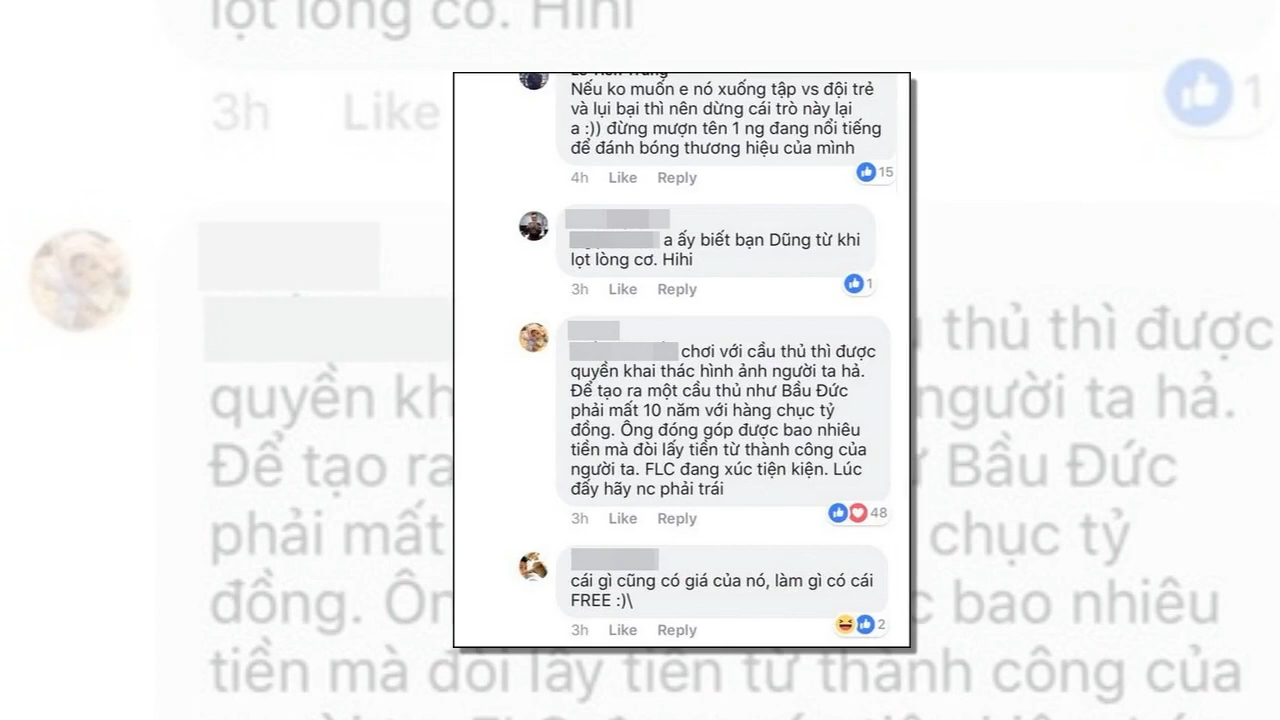 lọt lòng cơ. Hihi
3h Like
1
Nếu ko muốn e nó xuống tập vs đội trẻ
và lụi bại thì nên dừng cái trò này lại
a :)) đừng mượn tên 1 ng đang nổi tiếng
để đánh bóng thương hiệu của mình
4h Like Reply
15
a ấy biết bạn Dũng từ khi
lọt lòng cơ. Hihi
3h Like Reply
1
chơi với cầu thủ thì được
quyền khai thác hình ảnh người ta hả.
Để tạo ra một cầu thủ như Bầu Đức
phải mất 10 năm với hàng chục tỷ
đồng. Ông đóng góp được bao nhiêu
tiền mà đòi lấy tiền từ thành công của
người ta. FLC đang xúc tiện kiện. Lúc
đấy hãy nc phải trái
3h Like Reply
48
cái gì cũng có giá của nó, làm gì có cái
FREE :)\
3h Like Reply
2
thủ thì được
quyền kh người ta hả.
Để tạo ra Bầu Đức
phải mất chục tỷ
đồng. Ôn bao nhiêu
tiền mà đòi lấy tiền từ thành công của